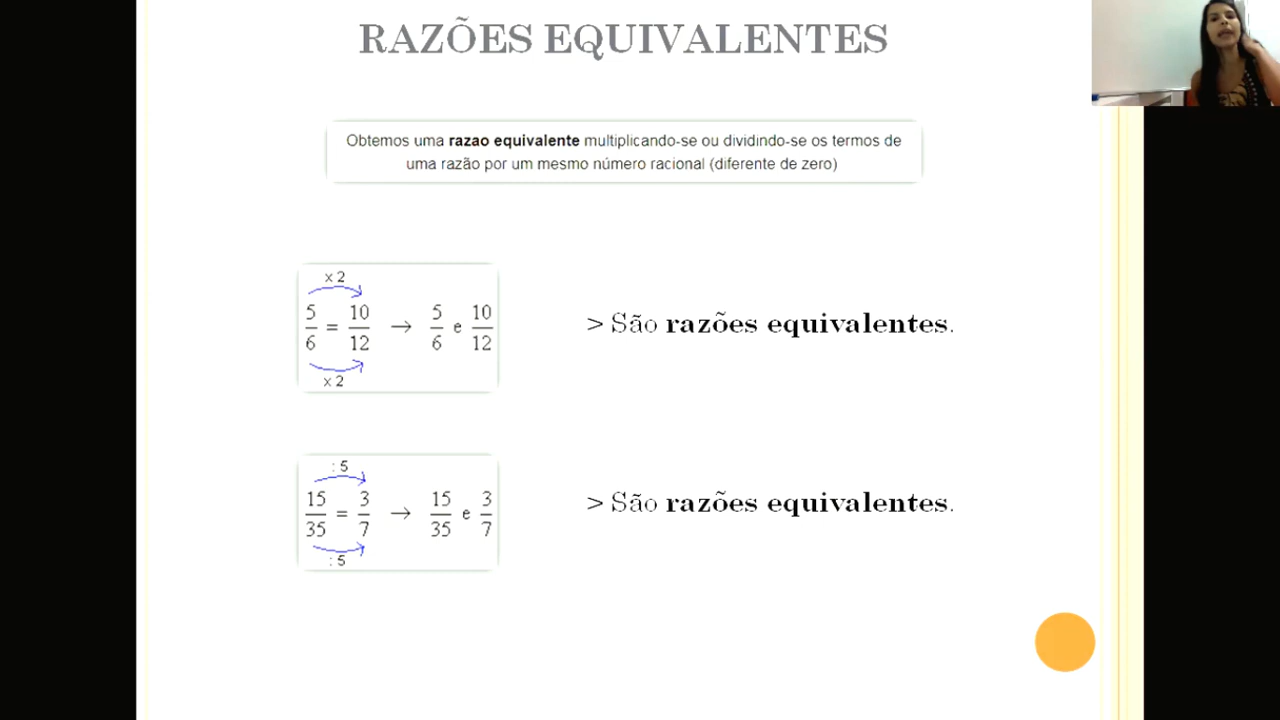 RAZÕES EQUIVALENTES
Obtemos uma razao equivalente multiplicando-se ou dividindo-se os termos de
uma razão por um mesmo número racional (diferente de zero)
x 2
5/6 = 10/12 → 5/6 e 10/12
x 2
> São razões equivalentes.
: 5
15/35 = 3/7 → 15/35 e 3/7
: 5
> São razões equivalentes.